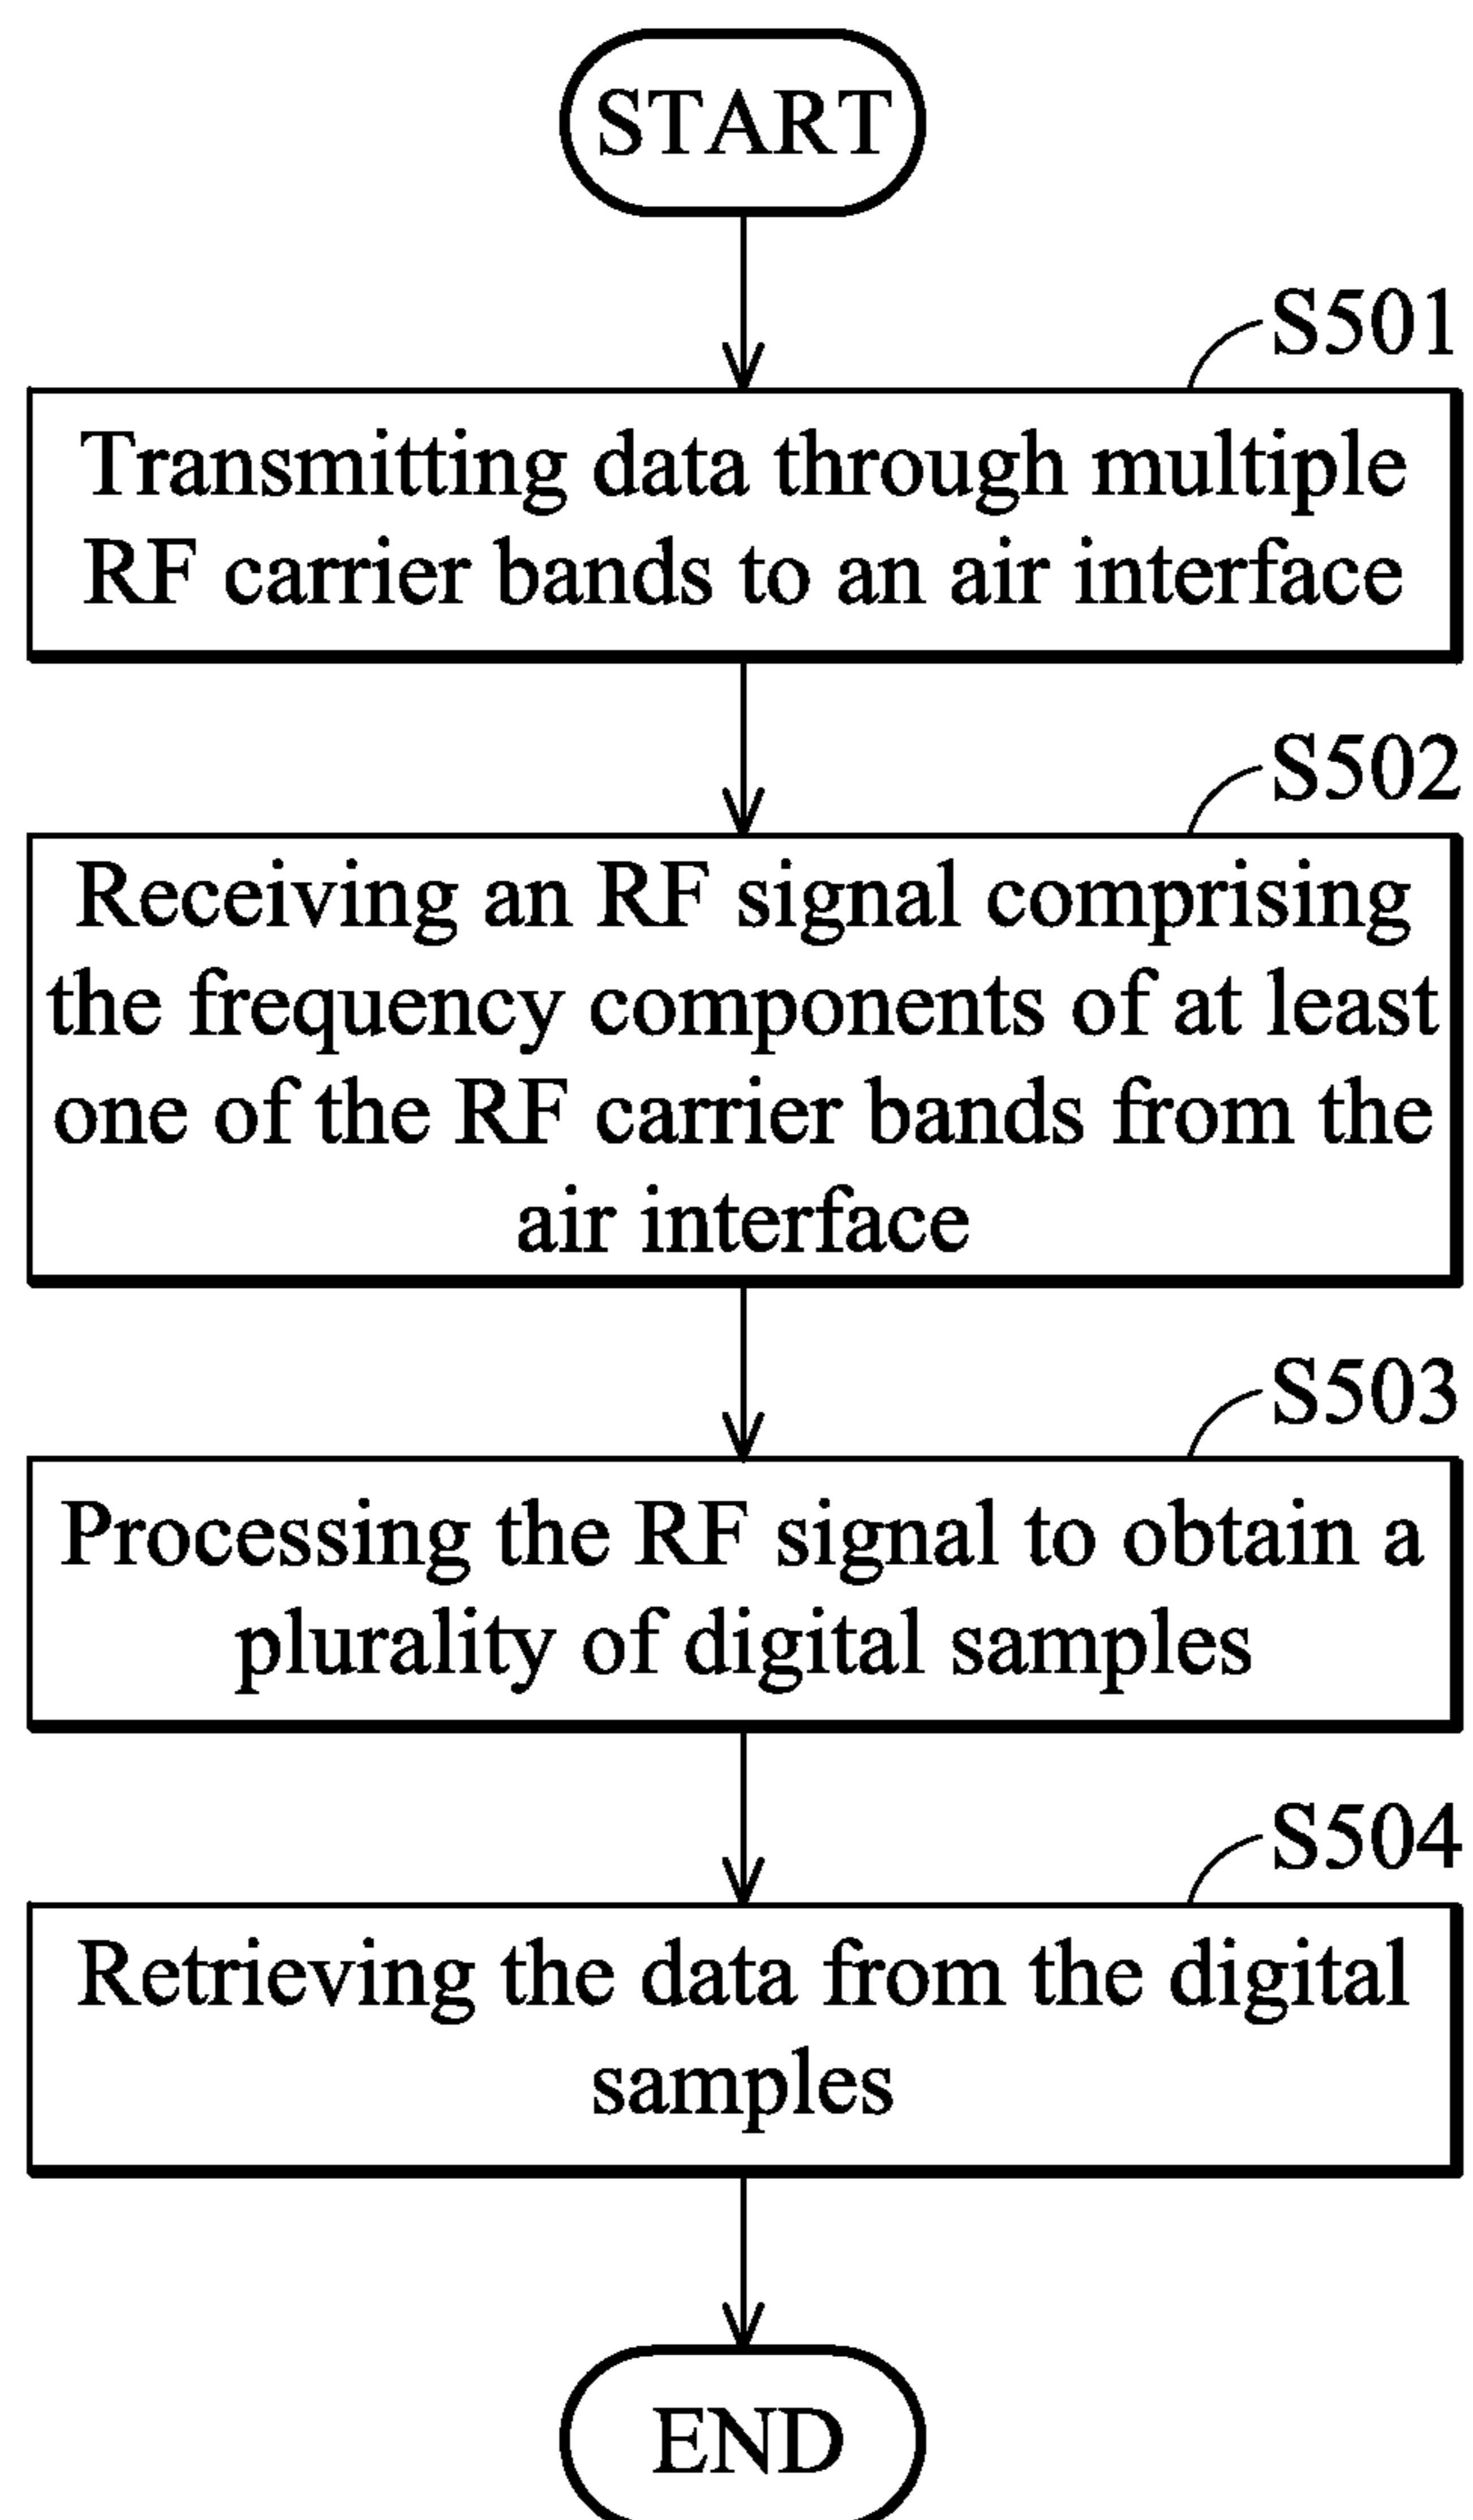 START
S501
Transmitting data through multiple
RF carrier bands to an air interface
S502
Receiving an RF signal comprising
the frequency components of at least
one of the RF carrier bands from the
air interface
S503
Processing the RF signal to obtain a
plurality of digital samples
S504
Retrieving the data from the digital
samples
END